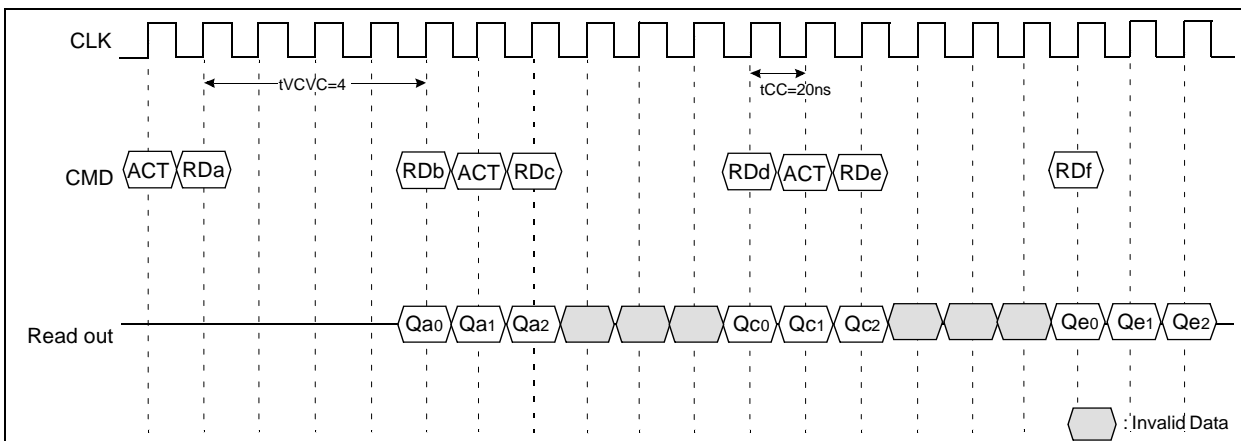 CLK
tVCVC=4
tCC=20ns
CMD
ACT RDa RDb ACT RDc RDd ACT RDe RDf
Read out
Qa0 Qa1 Qa2 Qc0 Qc1 Qc2 Qe0 Qe1 Qe2
: Invalid Data